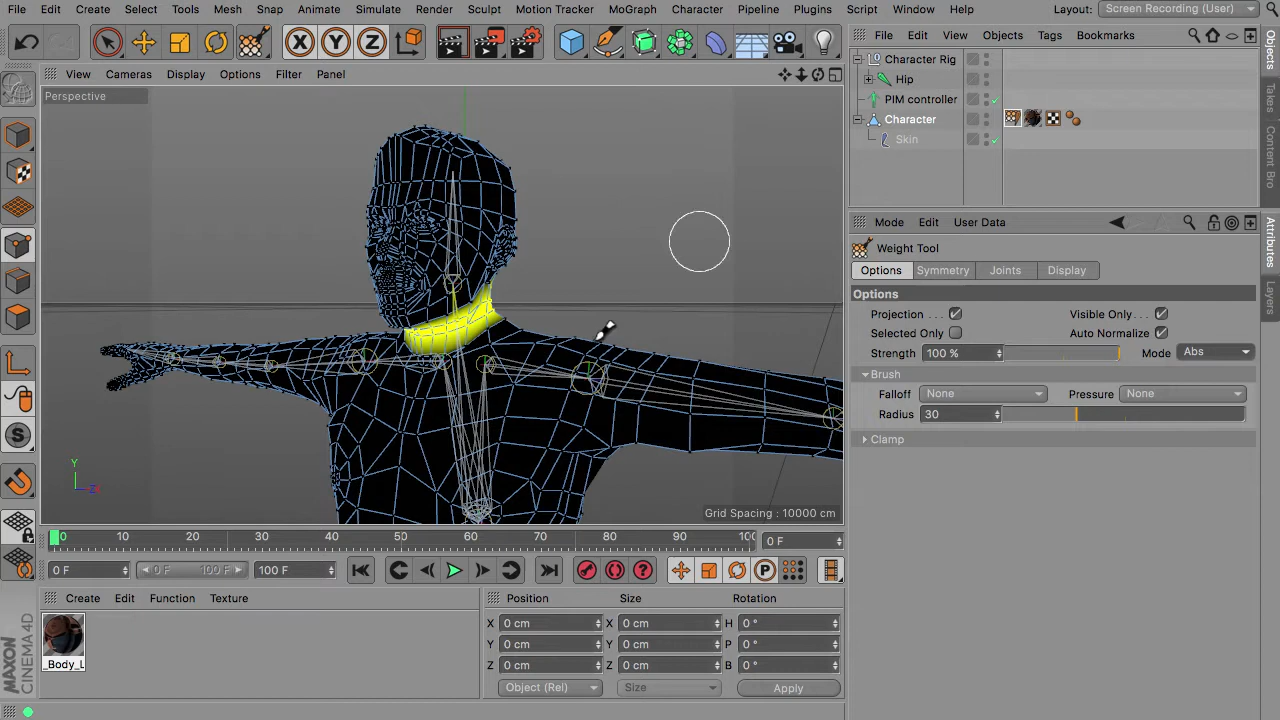 File Edit Create Select Tools Mesh Snap Animate Simulate Render Sculpt Motion Tracker MoGraph Character Pipeline Plugins Script Window Help Layout: Screen Recording (User)
X Y Z
File Edit View Objects Tags Bookmarks
Character Rig
Hip
PIM controller
Character
Skin
Objects
Takes
Content Bro
Attributes
Layers
View Cameras Display Options Filter Panel
Perspective
Y
Z
Grid Spacing : 10000 cm
Mode Edit User Data
Weight Tool
Options Symmetry Joints Display
Options
Projection Visible Only
Selected Only Auto Normalize
Strength 100 % Mode Abs
Brush
Falloff None Pressure None
Radius 30
Clamp
0 10 20 30 40 50 60 70 80 90 100 0 F
0 F 0 F 100 F 100 F
Create Edit Function Texture
_Body_L
Position Size Rotation
X 0 cm X 0 cm H 0 °
Y 0 cm Y 0 cm P 0 °
Z 0 cm Z 0 cm B 0 °
Object (Rel) Size Apply
MAXON
CINEMA 4D